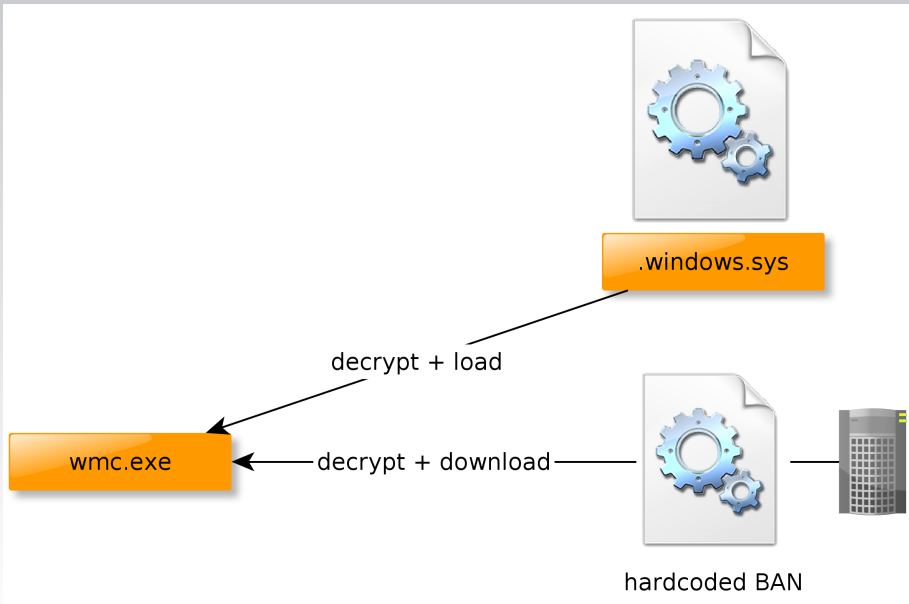 .windows.sys
decrypt + load
wmc.exe
decrypt + download
hardcoded BAN